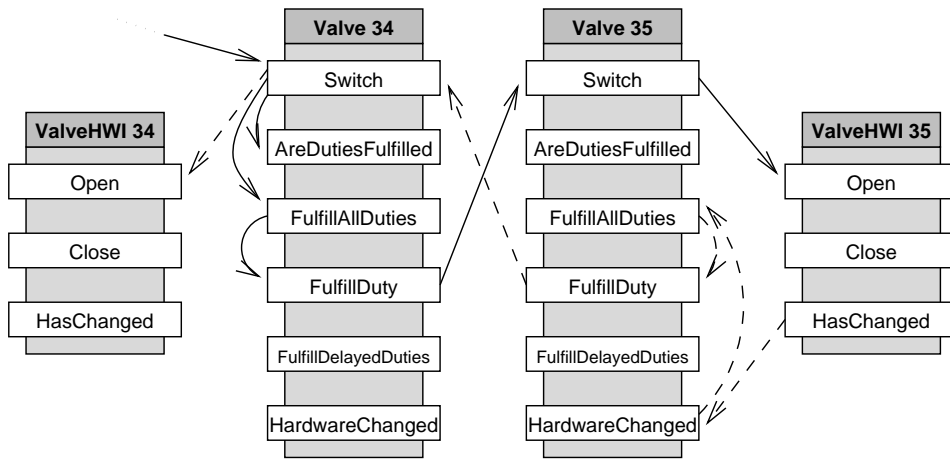 Valve 34
Switch
AreDutiesFulfilled
FulfillAllDuties
FulfillDuty
FulfillDelayedDuties
HardwareChanged
Valve 35
Switch
AreDutiesFulfilled
FulfillAllDuties
FulfillDuty
FulfillDelayedDuties
HardwareChanged
ValveHWI 34
Open
Close
HasChanged
ValveHWI 35
Open
Close
HasChanged